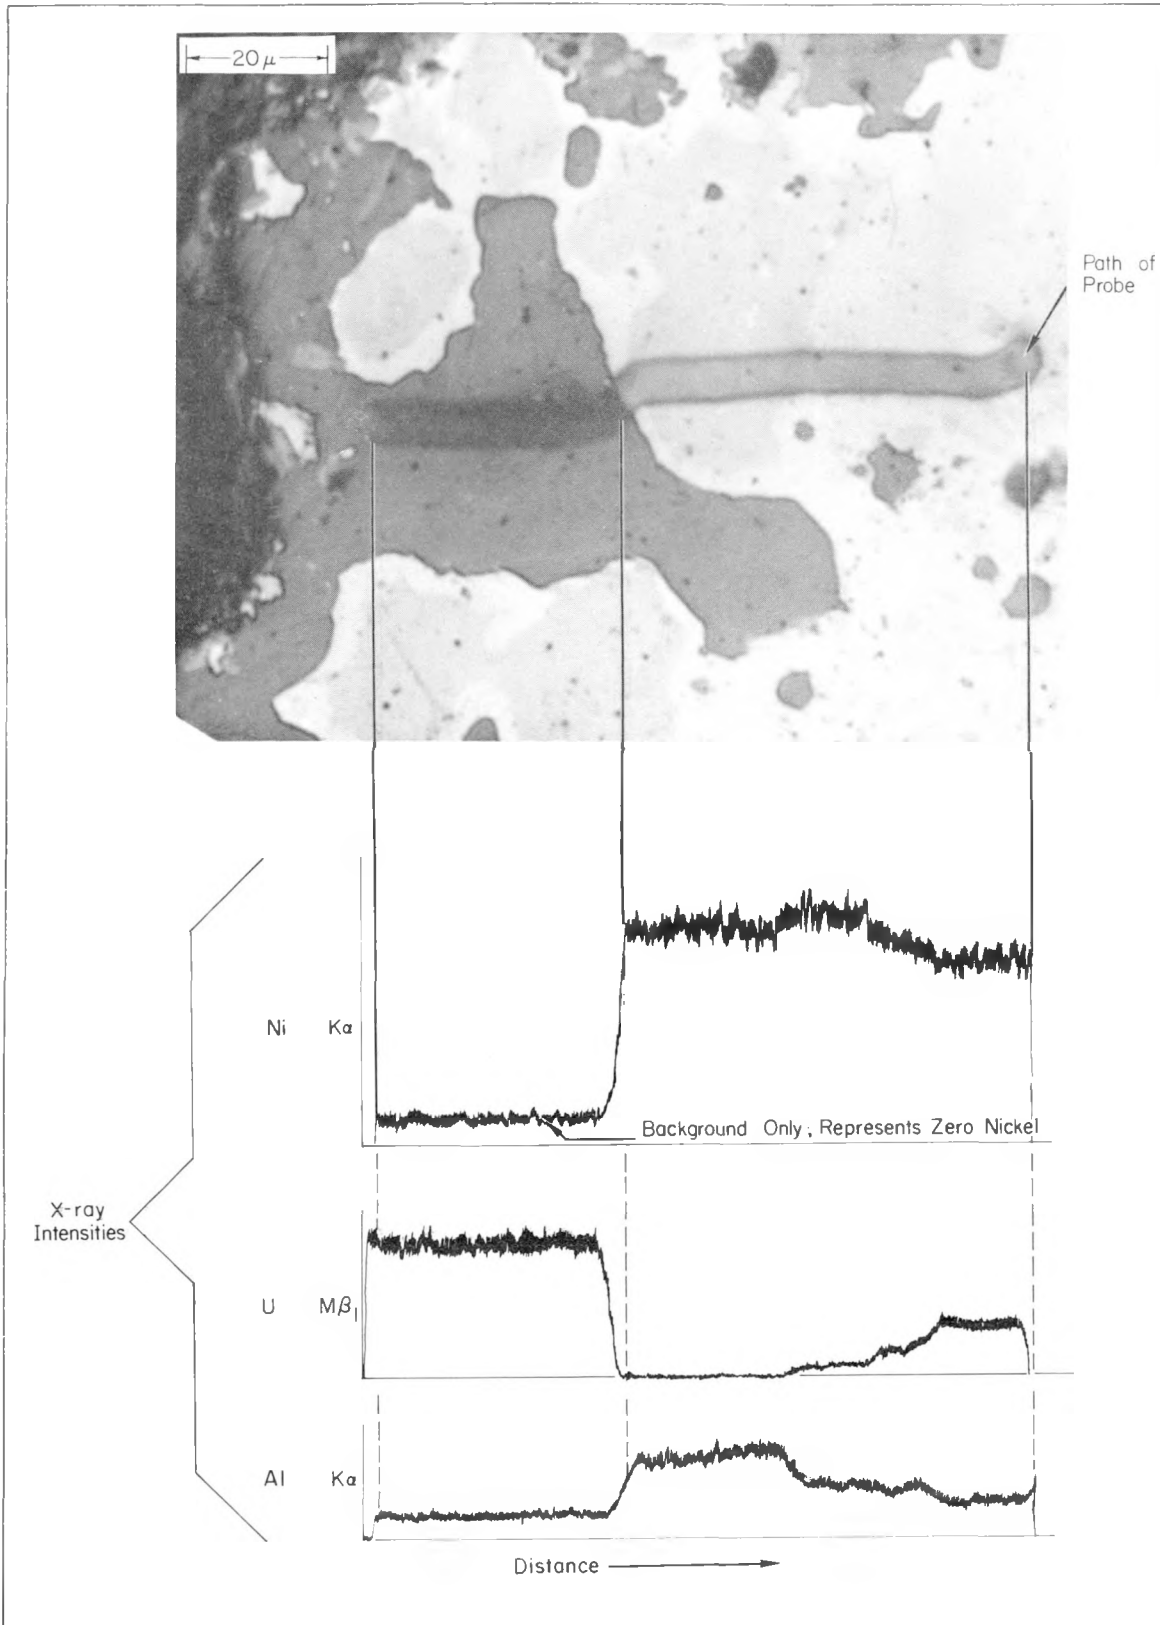 20 μ
Path of
Probe
Ni Kα
Background Only; Represents Zero Nickel
X-ray
Intensities
U Mβ₁
Al Kα
Distance